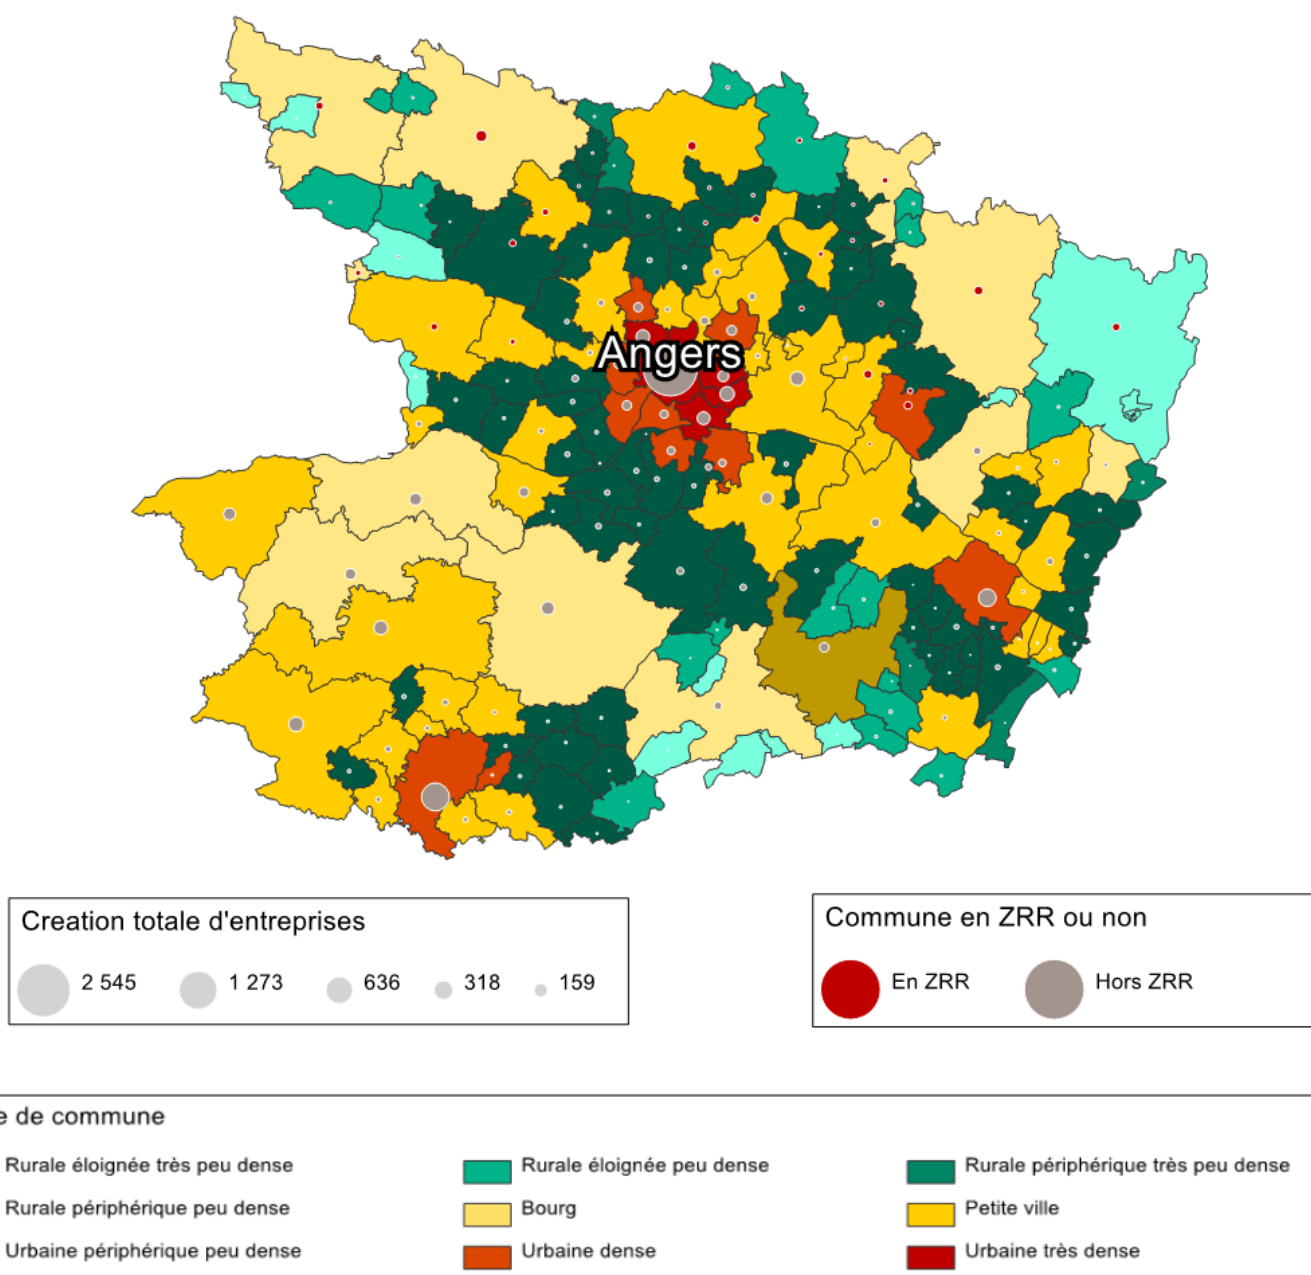 Angers
Creation totale d'entreprises
2 545 1 273 636 318 159
Commune en ZRR ou non
En ZRR Hors ZRR
e de commune
Rurale éloignée très peu dense Rurale éloignée peu dense Rurale périphérique très peu dense
Rurale périphérique peu dense Bourg Petite ville
Urbaine périphérique peu dense Urbaine dense Urbaine très dense